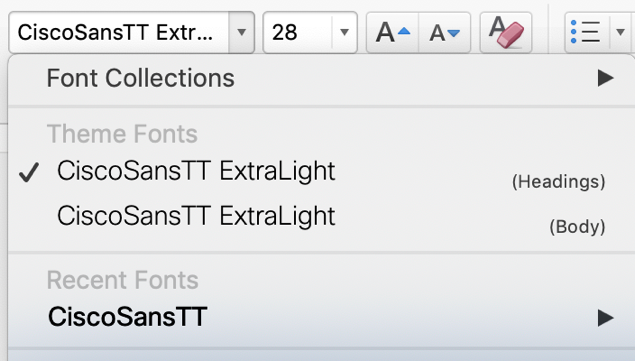 CiscoSansTT Extr... 28 A A A
Font Collections
Theme Fonts
CiscoSansTT ExtraLight (Headings)
CiscoSansTT ExtraLight (Body)
Recent Fonts
CiscoSansTT